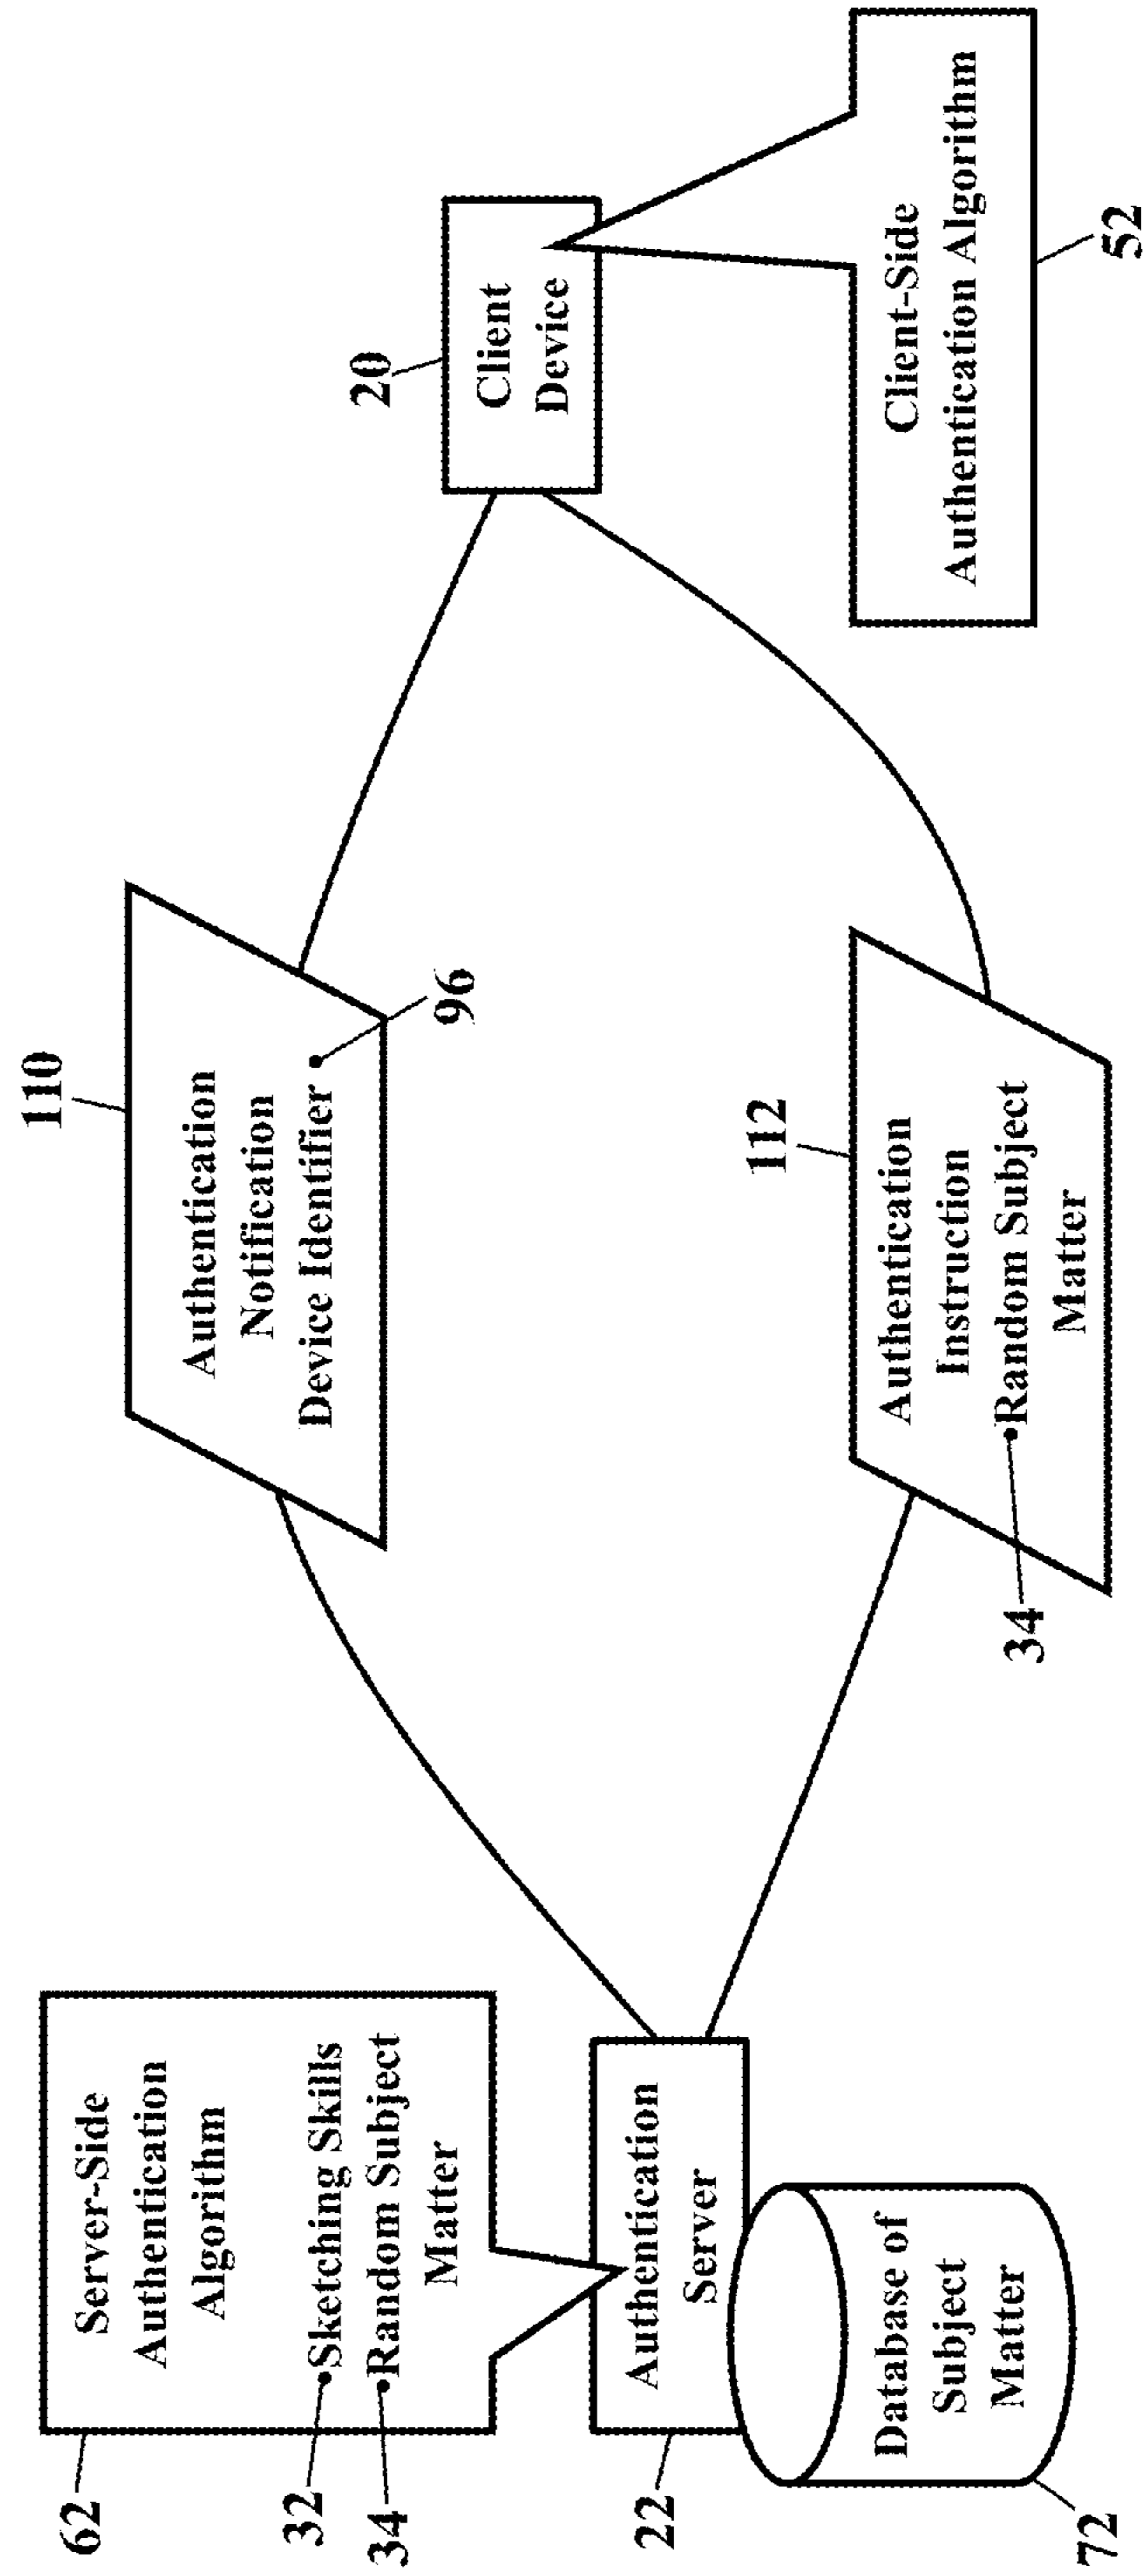 62
Server-Side
Authentication
Algorithm
32
Sketching Skills
34
Random Subject
Matter
22
Authentication
Server
72
Database of
Subject
Matter
110
Authentication
Notification
Device Identifier
96
112
Authentication
Instruction
34
Random Subject
Matter
20
Client
Device
Client-Side
Authentication Algorithm
52